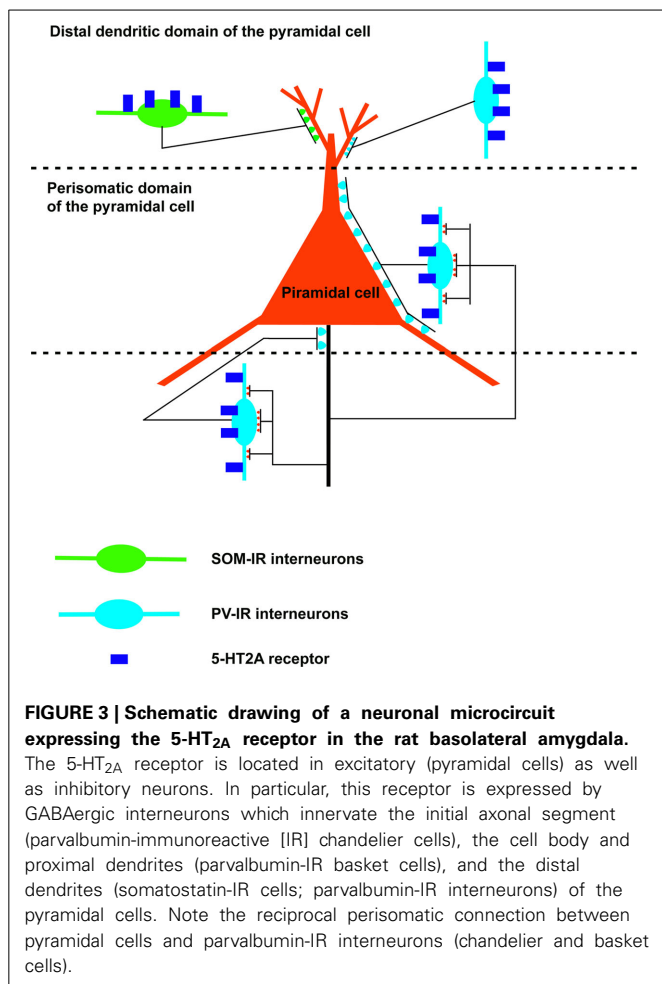 Distal dendritic domain of the pyramidal cell
Perisomatic domain
of the pyramidal cell
Piramidal cell
SOM-IR interneurons
PV-IR interneurons
5-HT2A receptor
FIGURE 3 | Schematic drawing of a neuronal microcircuit
expressing the 5-HT2A receptor in the rat basolateral amygdala.
The 5-HT2A receptor is located in excitatory (pyramidal cells) as well
as inhibitory neurons. In particular, this receptor is expressed by
GABAergic interneurons which innervate the initial axonal segment
(parvalbumin-immunoreactive [IR] chandelier cells), the cell body and
proximal dendrites (parvalbumin-IR basket cells), and the distal
dendrites (somatostatin-IR cells; parvalbumin-IR interneurons) of the
pyramidal cells. Note the reciprocal perisomatic connection between
pyramidal cells and parvalbumin-IR interneurons (chandelier and basket
cells).